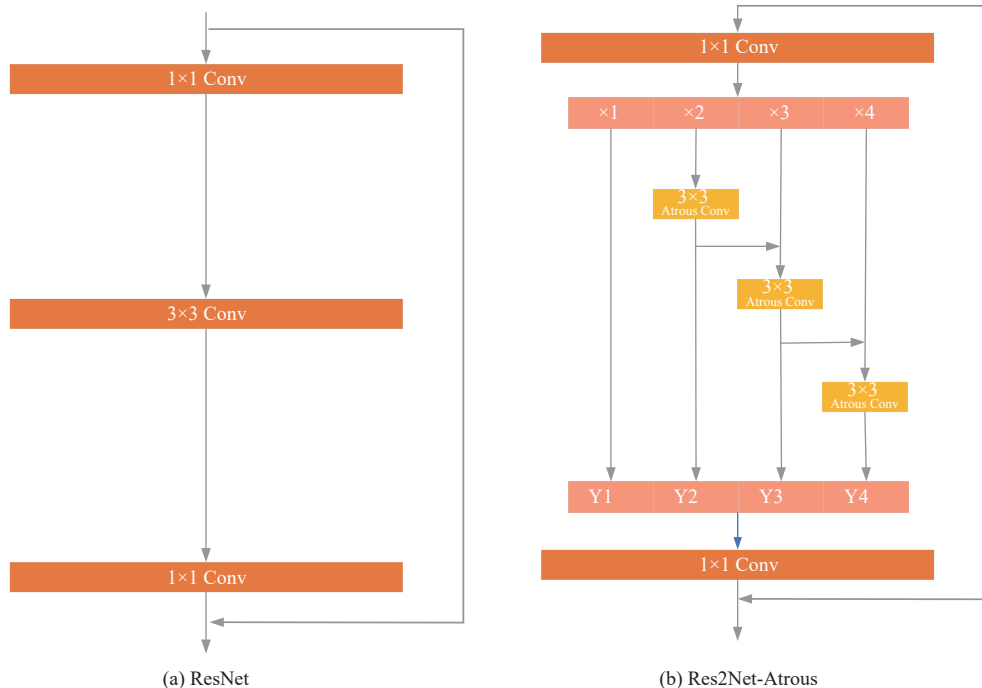 1×1 Conv
3×3 Conv
1×1 Conv
(a) ResNet
1×1 Conv
×1 ×2 ×3 ×4
3×3
Atrous Conv
3×3
Atrous Conv
3×3
Atrous Conv
Y1 Y2 Y3 Y4
1×1 Conv
(b) Res2Net-Atrous